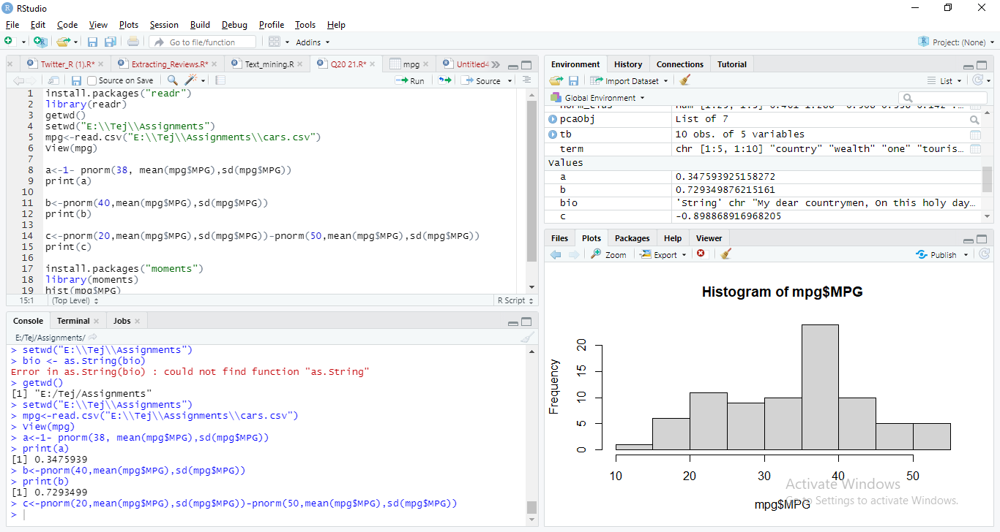 RStudio
File Edit Code View Plots Session Build Debug Profile Tools Help
Go to file/function Addins Project: (None)
Twitter_R (1).R* Extracting_Reviews.R* Text_mining.R Q20 21.R* mpg Untitled4
Source on Save Run Source
1 install.packages("readr")
2 library(readr)
3 getwd()
4 setwd("E:\\Tej\\Assignments")
5 mpg<-read.csv("E:\\Tej\\Assignments\\cars.csv")
6 View(mpg)
7
8 a<-1- pnorm(38, mean(mpg$MPG),sd(mpg$MPG))
9 print(a)
10
11 b<-pnorm(40,mean(mpg$MPG),sd(mpg$MPG))
12 print(b)
13
14 c<-pnorm(20,mean(mpg$MPG),sd(mpg$MPG))-pnorm(50,mean(mpg$MPG),sd(mpg$MPG))
15 print(c)
16
17 install.packages("moments")
18 library(moments)
19 hist(mpg$MPG)
15:1 (Top Level) R Script
Console Terminal Jobs
E:/Tej/Assignments/
> setwd("E:\\Tej\\Assignments")
> bio <- as.String(bio)
Error in as.String(bio) : could not find function "as.String"
> getwd()
[1] "E:/Tej/Assignments"
> setwd("E:\\Tej\\Assignments")
> mpg<-read.csv("E:\\Tej\\Assignments\\cars.csv")
> View(mpg)
> a<-1- pnorm(38, mean(mpg$MPG),sd(mpg$MPG))
> print(a)
[1] 0.3475939
> b<-pnorm(40,mean(mpg$MPG),sd(mpg$MPG))
> print(b)
[1] 0.7293499
> c<-pnorm(20,mean(mpg$MPG),sd(mpg$MPG))-pnorm(50,mean(mpg$MPG),sd(mpg$MPG))
>
Environment History Connections Tutorial
Import Dataset List
Global Environment
pcaObj List of 7
tb 10 obs. of 5 variables
term chr [1:5, 1:10] "country" "wealth" "one" "touris...
Values
a 0.347593925158272
b 0.729349876215161
bio 'String' chr "My dear countrymen, On this holy day...
c -0.898868916968205
Files Plots Packages Help Viewer
Zoom Export Publish
Histogram of mpg$MPG
Frequency
20
15
10
5
0
10 20 30 40 50
mpg$MPG
Activate Windows
Go to Settings to activate Windows.